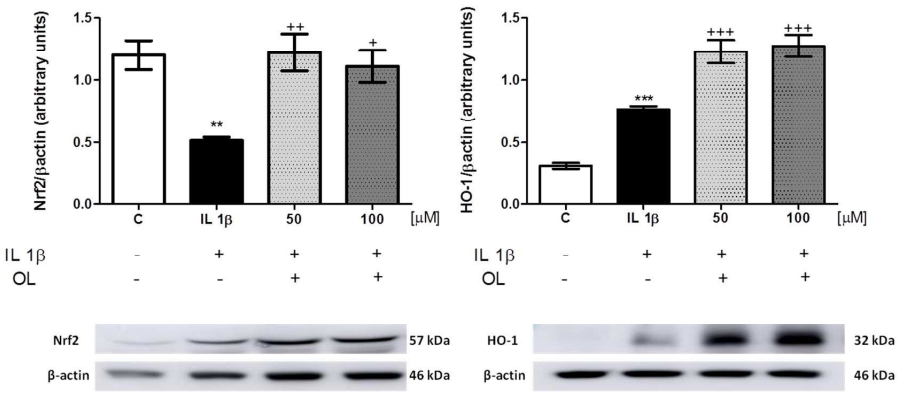 Nrf2/βactin (arbitrary units)
1.5
1.0
0.5
0.0
**
++
+
C IL 1β 50 100 [μM]
IL 1β - + + +
OL - - + +
Nrf2 57 kDa
β-actin 46 kDa
HO-1/βactin (arbitrary units)
1.5
1.0
0.5
0.0
***
+++
+++
C IL 1β 50 100 [μM]
IL 1β - + + +
OL - - + +
HO-1 32 kDa
β-actin 46 kDa